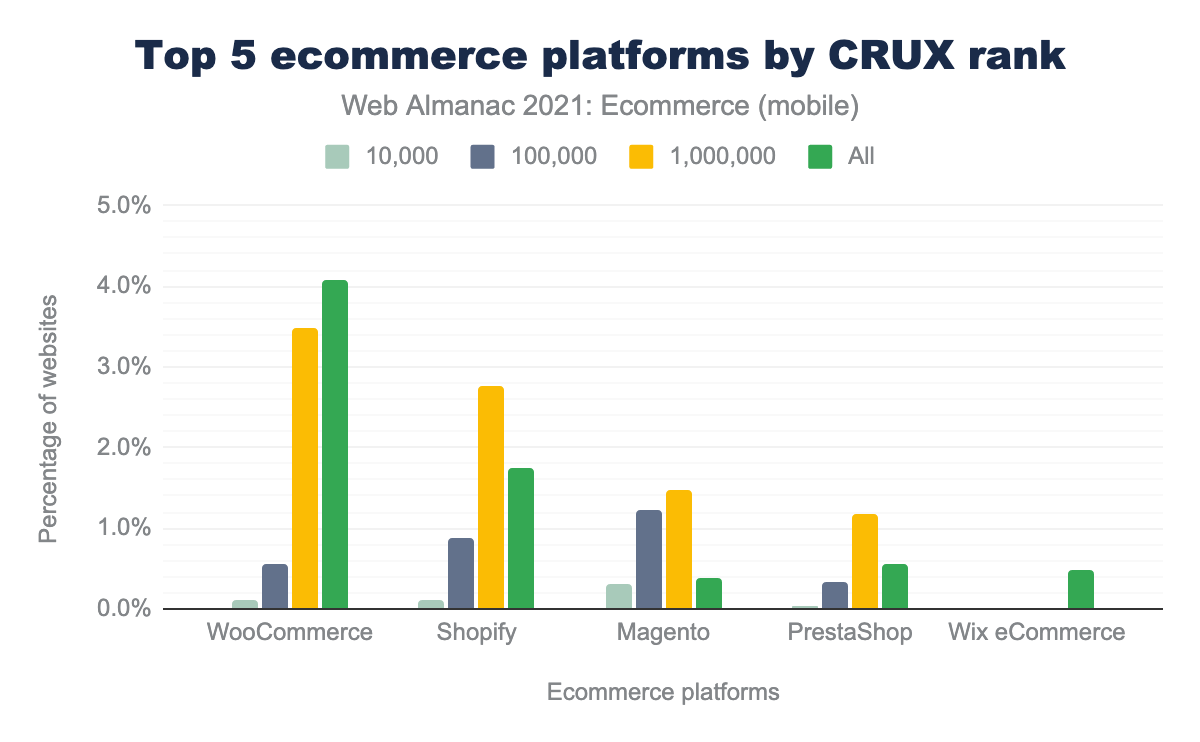 Top 5 ecommerce platforms by CRUX rank
Web Almanac 2021: Ecommerce (mobile)
10,000 100,000 1,000,000 All
5.0%
4.0%
3.0%
2.0%
1.0%
0.0%
Percentage of websites
WooCommerce Shopify Magento PrestaShop Wix eCommerce
Ecommerce platforms